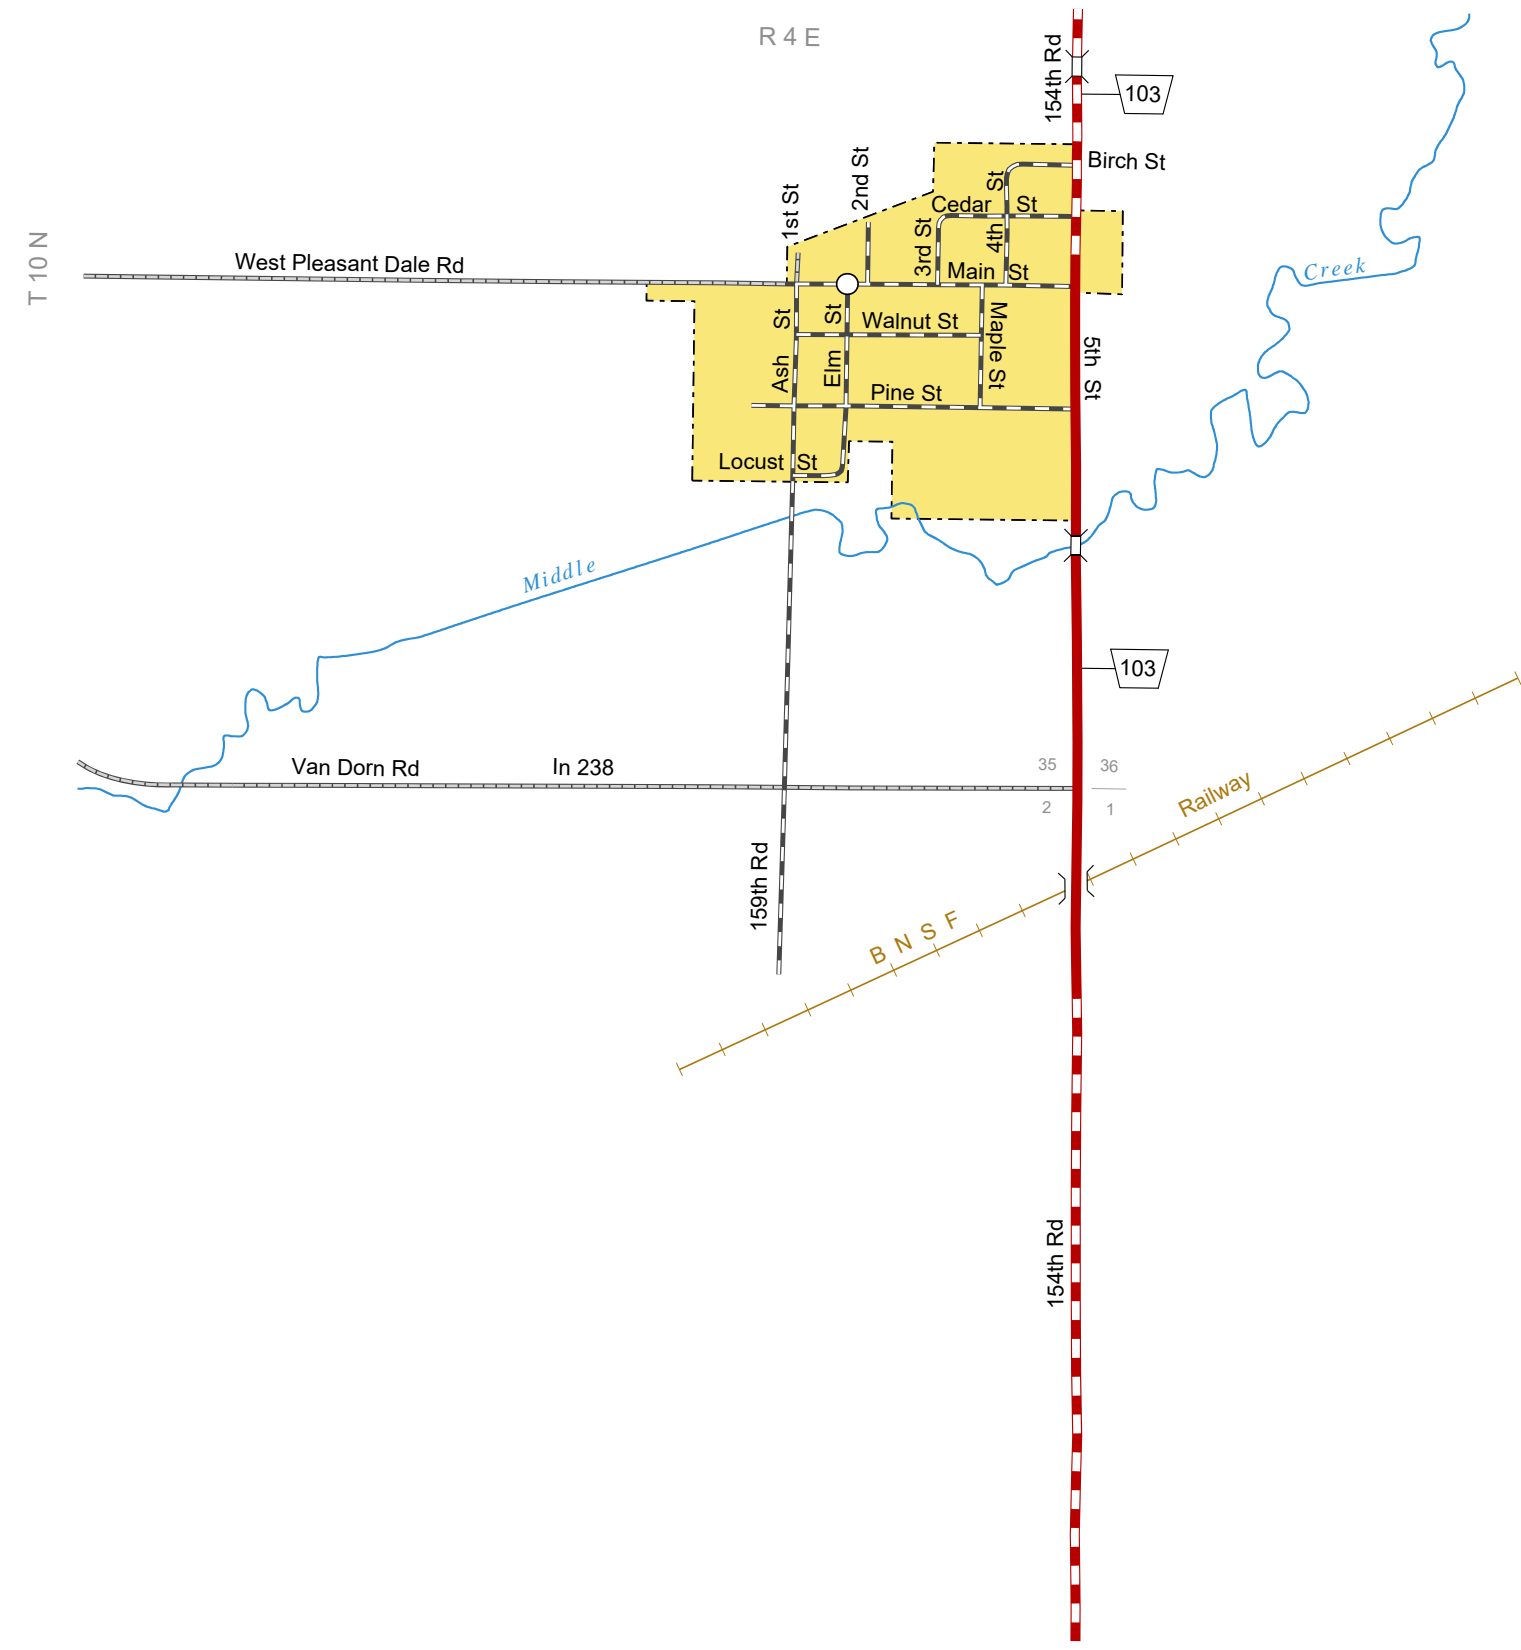 R 4 E
154th Rd
103
Birch St
2nd St
1st St
4th St
Cedar St
3rd St
T 10 N
West Pleasant Dale Rd
Main St
Creek
Ash St
Elm St
Walnut St
Maple St
5th St
Pine St
Locust St
Middle
103
Van Dorn Rd
ln 238
35
36
2
1
Railway
159th Rd
B N S F
154th Rd